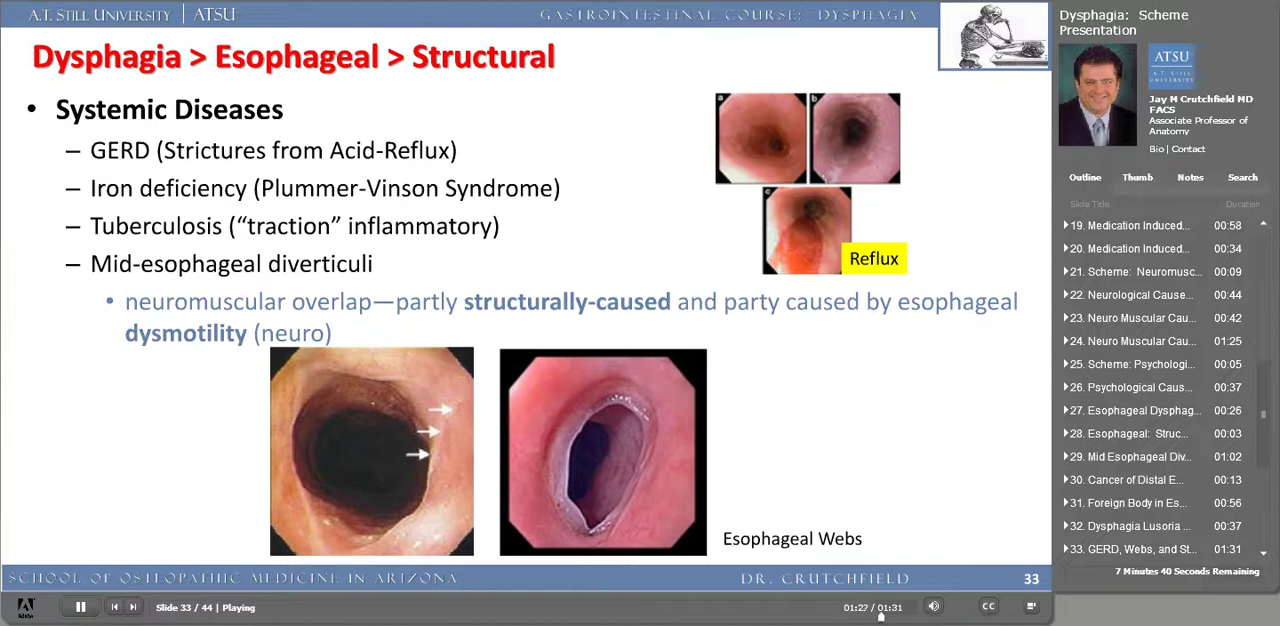 A.T. STILL UNIVERSITY | ATSU
GASTROINTESTINAL COURSE: DYSPHAGIA
Dysphagia > Esophageal > Structural
• Systemic Diseases
– GERD (Strictures from Acid-Reflux)
– Iron deficiency (Plummer-Vinson Syndrome)
– Tuberculosis (“traction” inflammatory)
– Mid-esophageal diverticuli
• neuromuscular overlap—partly structurally-caused and party caused by esophageal
dysmotility (neuro)
a
b
c
Reflux
Esophageal Webs
SCHOOL OF OSTEOPATHIC MEDICINE IN ARIZONA
DR. CRUTCHFIELD
33
Adobe
Slide 33 / 44 | Playing
01:27 / 01:31
CC
Dysphagia: Scheme
Presentation
ATSU
A.T. STILL
UNIVERSITY
Jay M Crutchfield MD
FACS
Associate Professor of
Anatomy
Bio | Contact
Outline Thumb Notes Search
Slide Title Duration
19. Medication Induced... 00:58
20. Medication Induced... 00:34
21. Scheme: Neuromusc... 00:09
22. Neurological Cause... 00:44
23. Neuro Muscular Cau... 00:42
24. Neuro Muscular Cau... 01:25
25. Scheme: Psychologi... 00:05
26. Psychological Caus... 00:37
27. Esophageal Dysphag... 00:26
28. Esophageal: Struc... 00:03
29. Mid Esophageal Div... 01:02
30. Cancer of Distal E... 00:13
31. Foreign Body in Es... 00:56
32. Dysphagia Lusoria ... 00:37
33. GERD, Webs, and St... 01:31
7 Minutes 40 Seconds Remaining